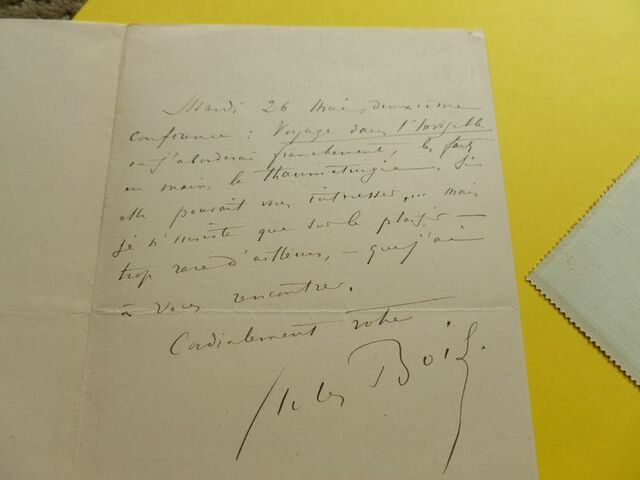 Mardi 26 Mai, deuxième
conférence : Voyage dans l'Invisible
où j'aborderai franchement, les faits
en main, la thaumaturgie. Si
elle pouvait vous intéresser,... mais
je n'insiste que sur le plaisir —
trop rare d'ailleurs, — que j'ai
à vous rencontrer.
Cordialement votre
Jules Bois.